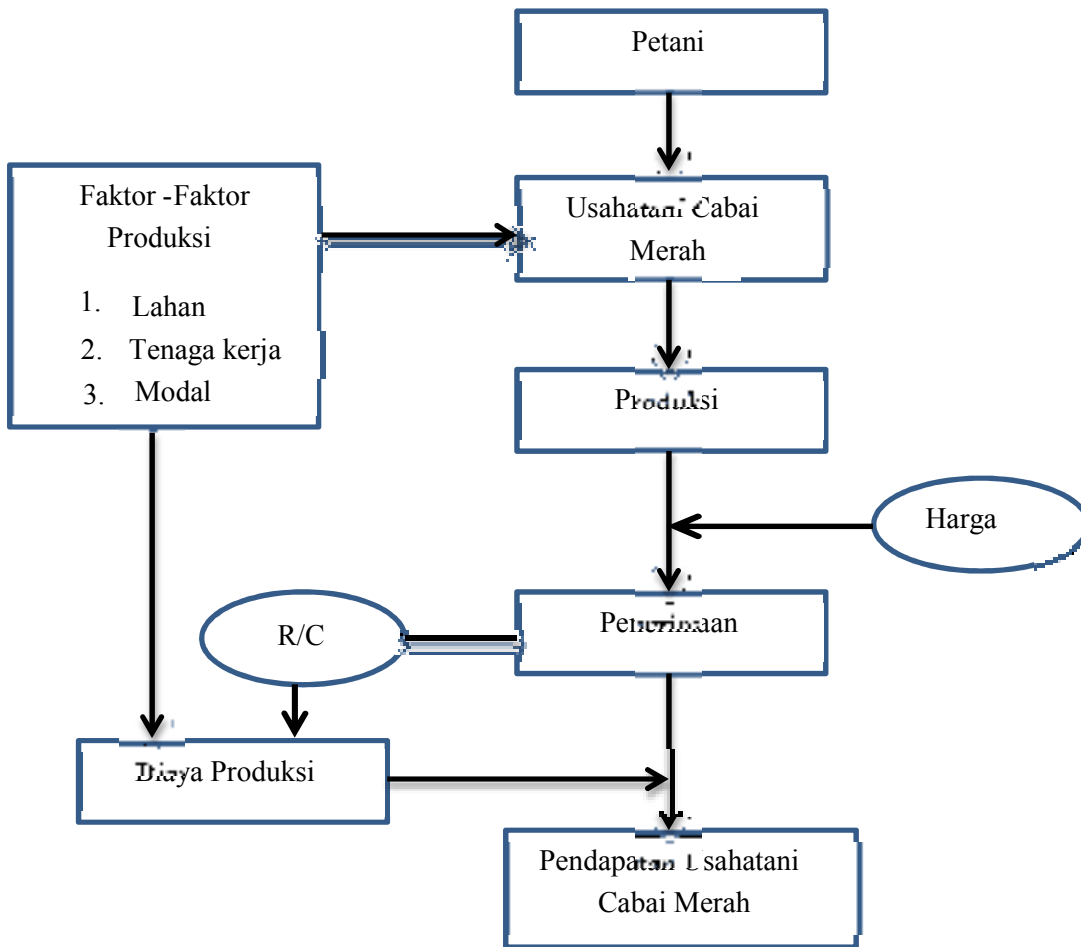 Petani
Faktor -Faktor
Produksi
1. Lahan
2. Tenaga kerja
3. Modal
Usahatani Cabai
Merah
Produksi
Harga
Penerimaan
R/C
Biaya Produksi
Pendapatan Usahatani
Cabai Merah